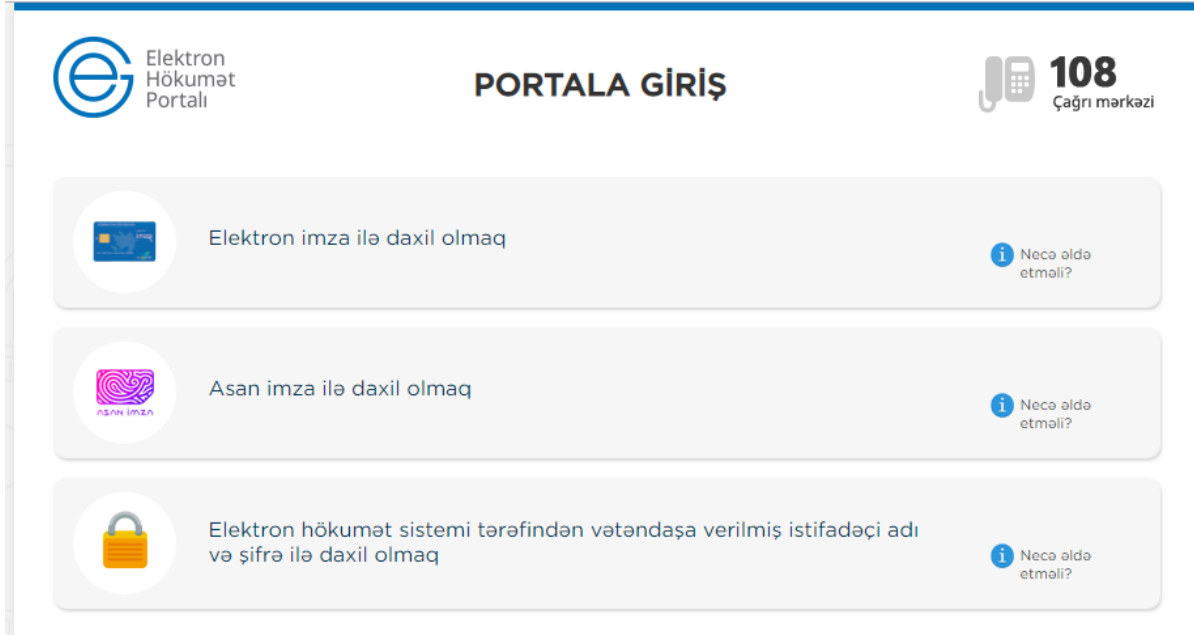 Elektron
Hökumət
Portalı
PORTALA GİRİŞ
108
Çağrı mərkəzi
Elektron imza ilə daxil olmaq
Necə əldə
etməli?
ASAN İMZA
Asan imza ilə daxil olmaq
Necə əldə
etməli?
Elektron hökumət sistemi tərəfindən vətəndaşa verilmiş istifadəçi adı
və şifrə ilə daxil olmaq
Necə əldə
etməli?